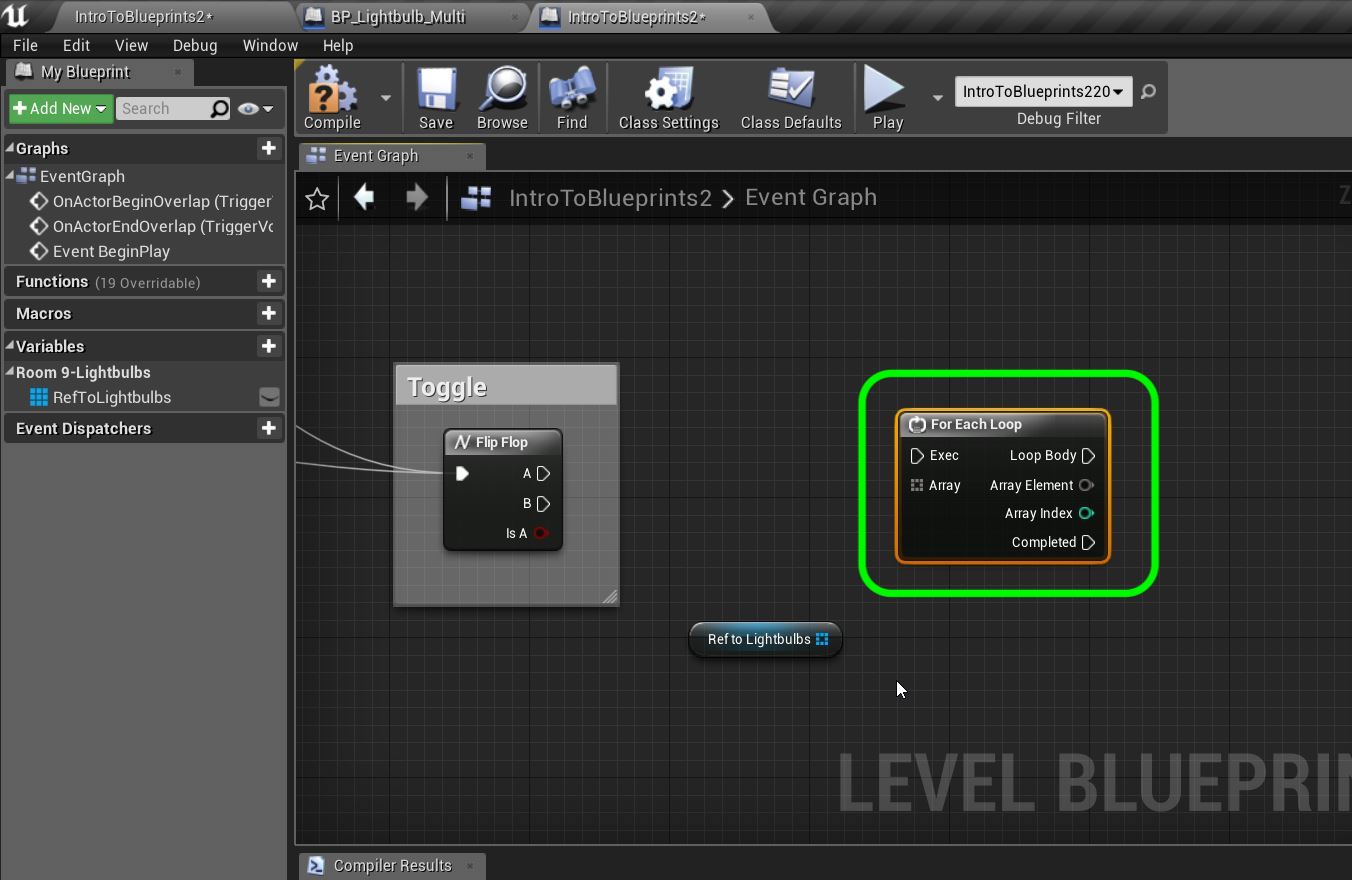 IntroToBlueprints2*
BP_Lightbulb_Multi
IntroToBlueprints2*
File Edit View Debug Window Help
My Blueprint
Add New
Search
Compile
Save
Browse
Find
Class Settings
Class Defaults
Play
IntroToBlueprints220
Debug Filter
Graphs
EventGraph
OnActorBeginOverlap (Trigger
OnActorEndOverlap (TriggerVo
Event BeginPlay
Functions (19 Overridable)
Macros
Variables
Room 9-Lightbulbs
RefToLightbulbs
Event Dispatchers
Event Graph
IntroToBlueprints2 > Event Graph
Z
Toggle
Flip Flop
A
B
Is A
For Each Loop
Exec Loop Body
Array Array Element
Array Index
Completed
Ref to Lightbulbs
LEVEL BLUEPRIN
Compiler Results